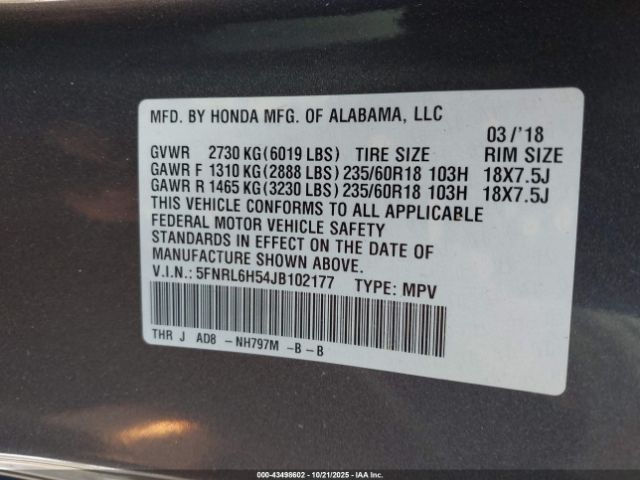 MFD. BY HONDA MFG. OF ALABAMA, LLC
03/'18
GVWR 2730 KG(6019 LBS) TIRE SIZE RIM SIZE
GAWR F 1310 KG(2888 LBS) 235/60R18 103H 18X7.5J
GAWR R 1465 KG(3230 LBS) 235/60R18 103H 18X7.5J
THIS VEHICLE CONFORMS TO ALL APPLICABLE
FEDERAL MOTOR VEHICLE SAFETY
STANDARDS IN EFFECT ON THE DATE OF
MANUFACTURE SHOWN ABOVE.
V.I.N.: 5FNRL6H54JB102177 TYPE: MPV
THR J AD8 - NH797M - B - B
000-43498602 - 10/21/2025 - Copyright © 2025 IAA, Inc